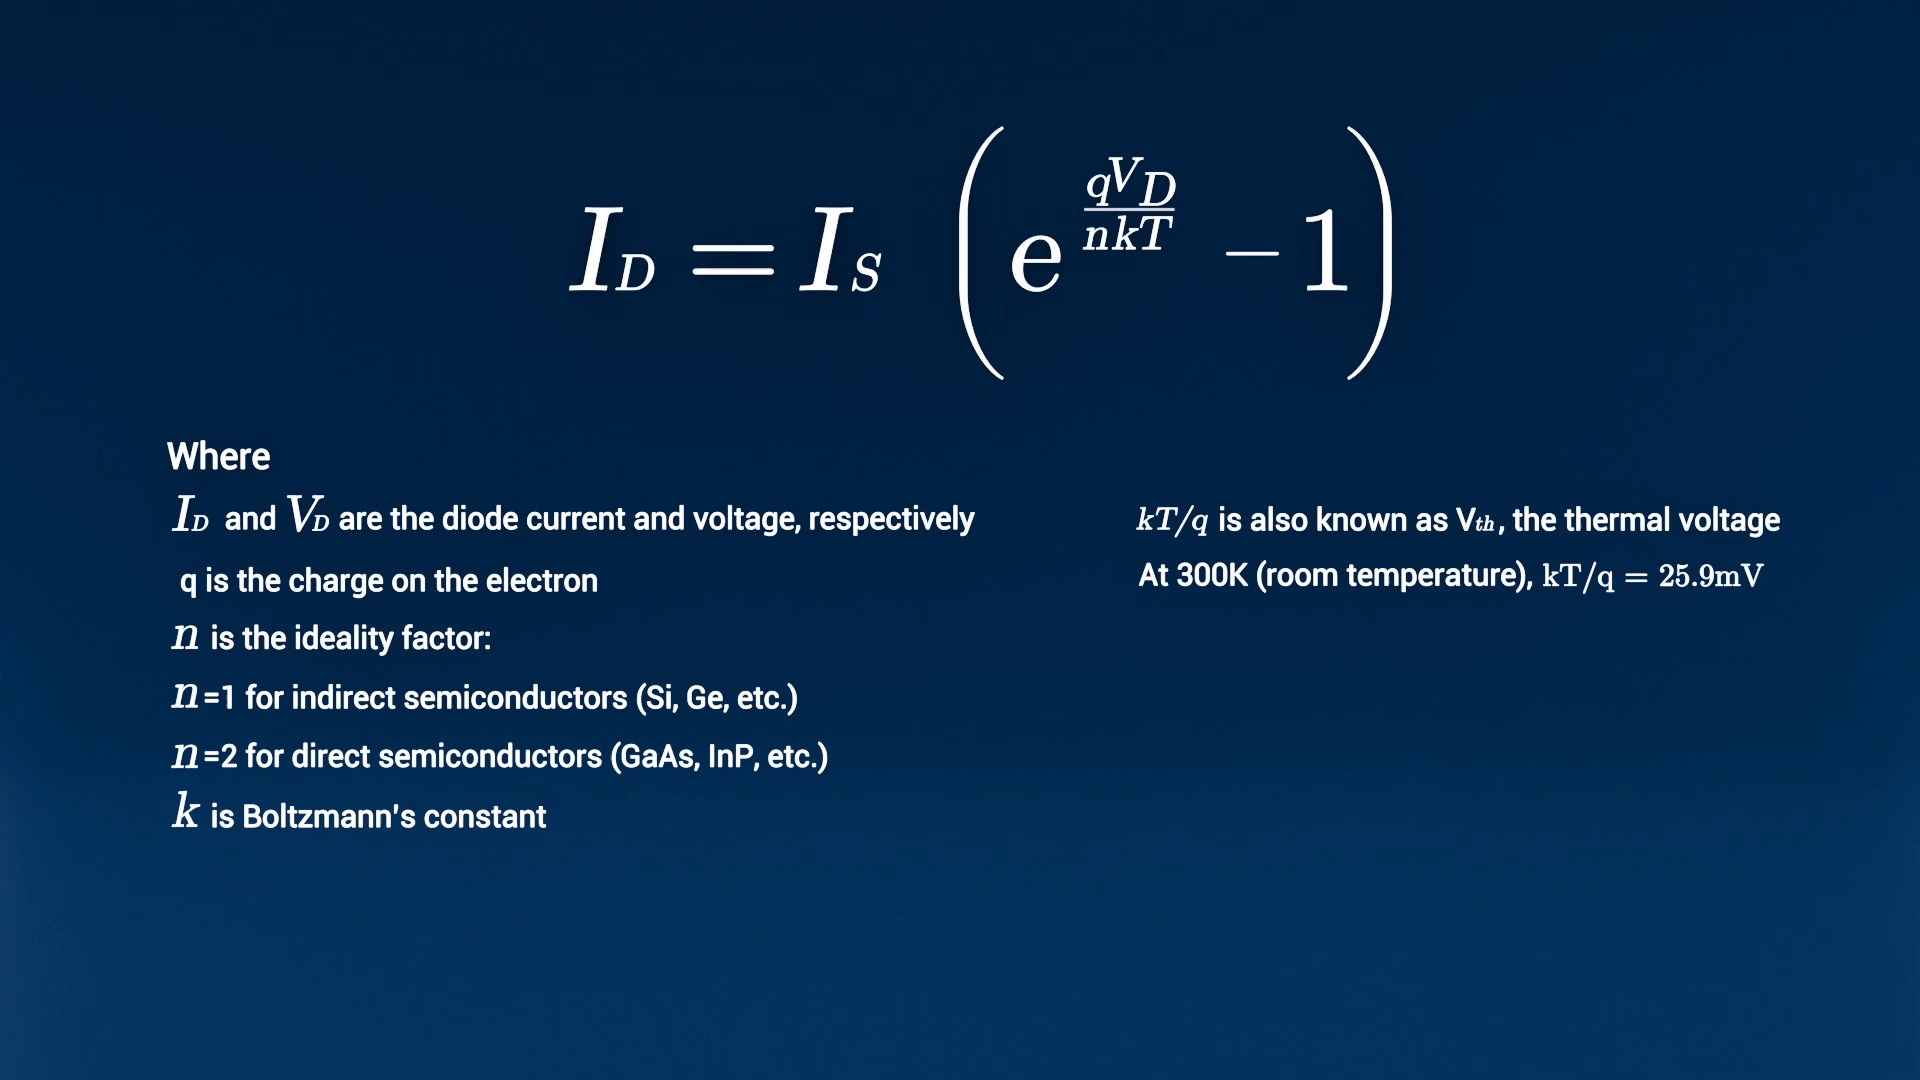 I_D = I_S (e^{\frac{qV_D}{nkT}} - 1)
Where
I_D and V_D are the diode current and voltage, respectively
q is the charge on the electron
n is the ideality factor:
n=1 for indirect semiconductors (Si, Ge, etc.)
n=2 for direct semiconductors (GaAs, InP, etc.)
k is Boltzmann's constant
kT/q is also known as V_th, the thermal voltage
At 300K (room temperature), kT/q = 25.9mV